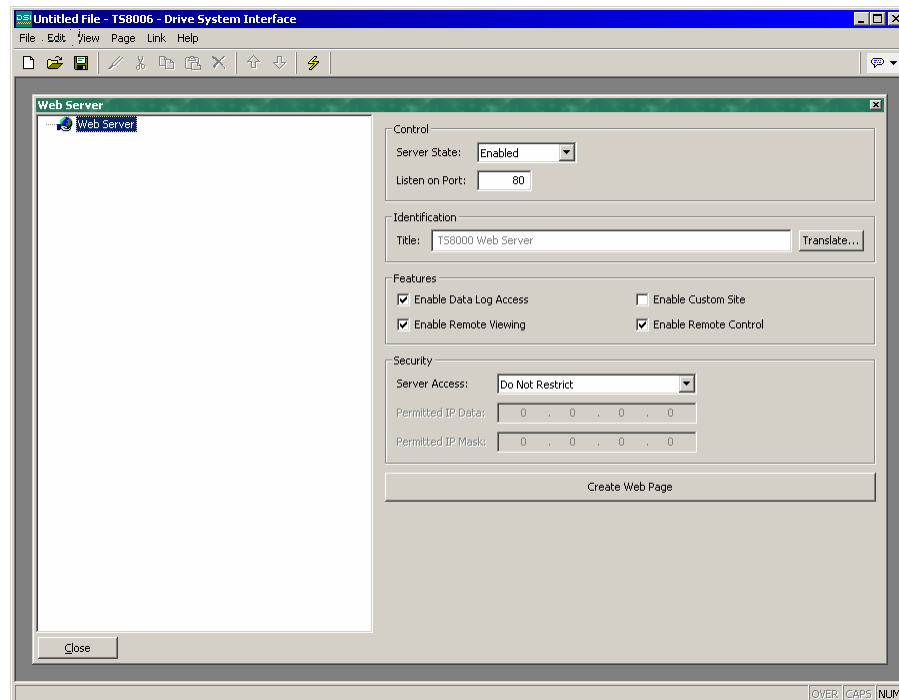 DSI Untitled File - TS8006 - Drive System Interface
File Edit View Page Link Help
Web Server
Web Server
Control
Server State: Enabled
Listen on Port: 80
Identification
Title: TS8000 Web Server Translate...
Features
Enable Data Log Access Enable Custom Site
Enable Remote Viewing Enable Remote Control
Security
Server Access: Do Not Restrict
Permitted IP Data: 0 . 0 . 0 . 0
Permitted IP Mask: 0 . 0 . 0 . 0
Create Web Page
Close
OVER CAPS NUM